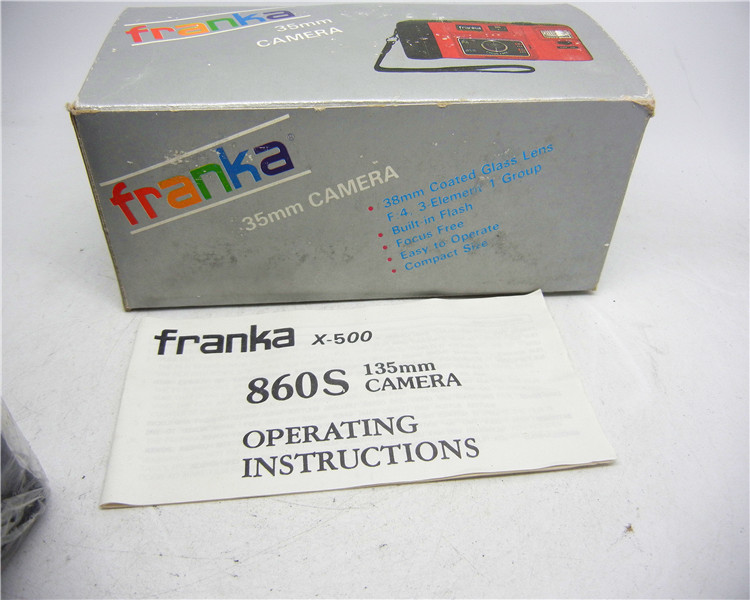 franka
35mm
CAMERA
franka
franka
35mm CAMERA
• 38mm Coated Glass Lens
F·4, 3-Element 1 Group
• Built-in Flash
• Focus Free
• Easy to Operate
• Compact Size
franka X-500
860S 135mm
CAMERA
OPERATING
INSTRUCTIONS